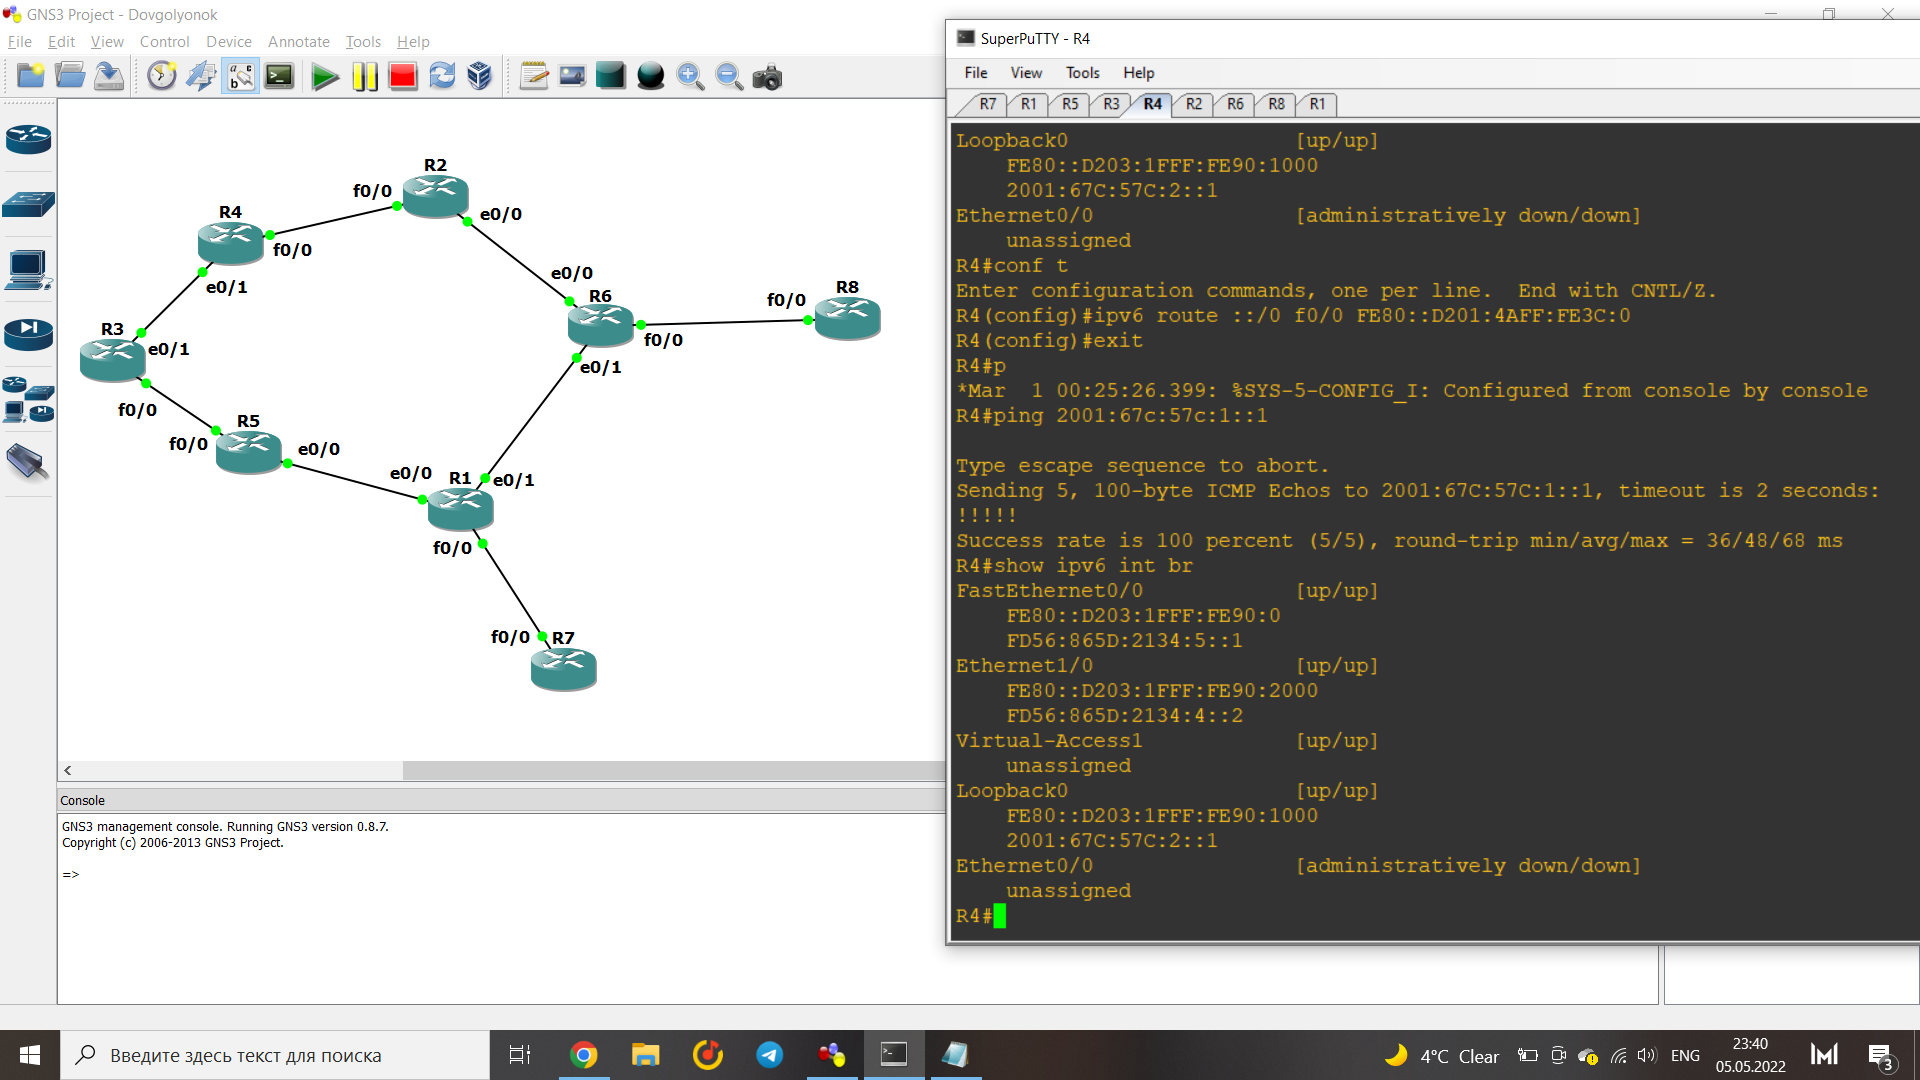 GNS3 Project - Dovgolyonok
File Edit View Control Device Annotate Tools Help
R2
f0/0
e0/0
R4
f0/0
e0/1
e0/0
R6
f0/0
e0/1
R8
f0/0
R3
e0/1
f0/0
R5
f0/0
e0/0
e0/0
R1
e0/1
f0/0
f0/0
R7
Console
GNS3 management console. Running GNS3 version 0.8.7.
Copyright (c) 2006-2013 GNS3 Project.
=>
SuperPuTTY - R4
File View Tools Help
R7 R1 R5 R3 R4 R2 R6 R8 R1
Loopback0 [up/up]
FE80::D203:1FFF:FE90:1000
2001:67C:57C:2::1
Ethernet0/0 [administratively down/down]
unassigned
R4#conf t
Enter configuration commands, one per line. End with CNTL/Z.
R4(config)#ipv6 route ::/0 f0/0 FE80::D201:4AFF:FE3C:0
R4(config)#exit
R4#p
*Mar 1 00:25:26.399: %SYS-5-CONFIG_I: Configured from console by console
R4#ping 2001:67c:57c:1::1
Type escape sequence to abort.
Sending 5, 100-byte ICMP Echos to 2001:67C:57C:1::1, timeout is 2 seconds:
!!!!!
Success rate is 100 percent (5/5), round-trip min/avg/max = 36/48/68 ms
R4#show ipv6 int br
FastEthernet0/0 [up/up]
FE80::D203:1FFF:FE90:0
FD56:865D:2134:5::1
Ethernet1/0 [up/up]
FE80::D203:1FFF:FE90:2000
FD56:865D:2134:4::2
Virtual-Access1 [up/up]
unassigned
Loopback0 [up/up]
FE80::D203:1FFF:FE90:1000
2001:67C:57C:2::1
Ethernet0/0 [administratively down/down]
unassigned
R4#
Введите здесь текст для поиска
4°C Clear
ENG
23:40
05.05.2022
3